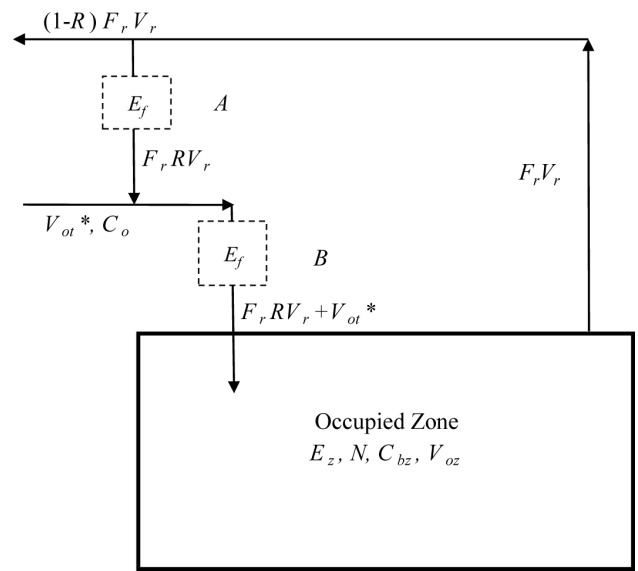 (1-R) F_r V_r
E_f
A
F_r R V_r
F_r V_r
V_ot *, C_o
E_f
B
F_r R V_r + V_ot *
Occupied Zone
E_z , N, C_bz , V_oz